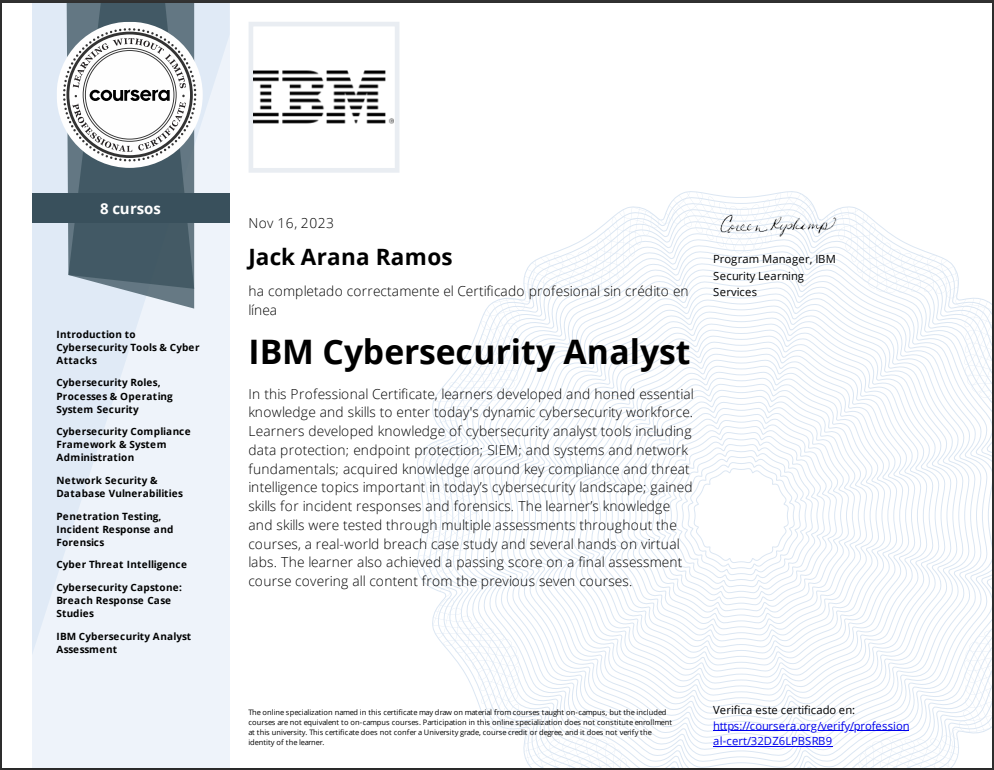 LEARNING WITHOUT LIMITS
coursera
PROFESSIONAL CERTIFICATE
8 cursos
Introduction to
Cybersecurity Tools & Cyber
Attacks
Cybersecurity Roles,
Processes & Operating
System Security
Cybersecurity Compliance
Framework & System
Administration
Network Security &
Database Vulnerabilities
Penetration Testing,
Incident Response and
Forensics
Cyber Threat Intelligence
Cybersecurity Capstone:
Breach Response Case
Studies
IBM Cybersecurity Analyst
Assessment
IBM®
Nov 16, 2023
Jack Arana Ramos
ha completado correctamente el Certificado profesional sin crédito en
línea
IBM Cybersecurity Analyst
In this Professional Certificate, learners developed and honed essential
knowledge and skills to enter today's dynamic cybersecurity workforce.
Learners developed knowledge of cybersecurity analyst tools including
data protection; endpoint protection; SIEM; and systems and network
fundamentals; acquired knowledge around key compliance and threat
intelligence topics important in today’s cybersecurity landscape; gained
skills for incident responses and forensics. The learner’s knowledge
and skills were tested through multiple assessments throughout the
courses, a real-world breach case study and several hands on virtual
labs. The learner also achieved a passing score on a final assessment
course covering all content from the previous seven courses.
Program Manager, IBM
Security Learning
Services
The online specialization named in this certificate may draw on material from courses taught on-campus, but the included
courses are not equivalent to on-campus courses. Participation in this online specialization does not constitute enrollment
at this university. This certificate does not confer a University grade, course credit or degree, and it does not verify the
identity of the learner.
Verifica este certificado en:
https://coursera.org/verify/profession
al-cert/32DZ6LPBSRB9